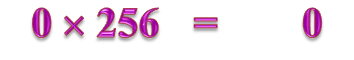 0 × 256 = 0